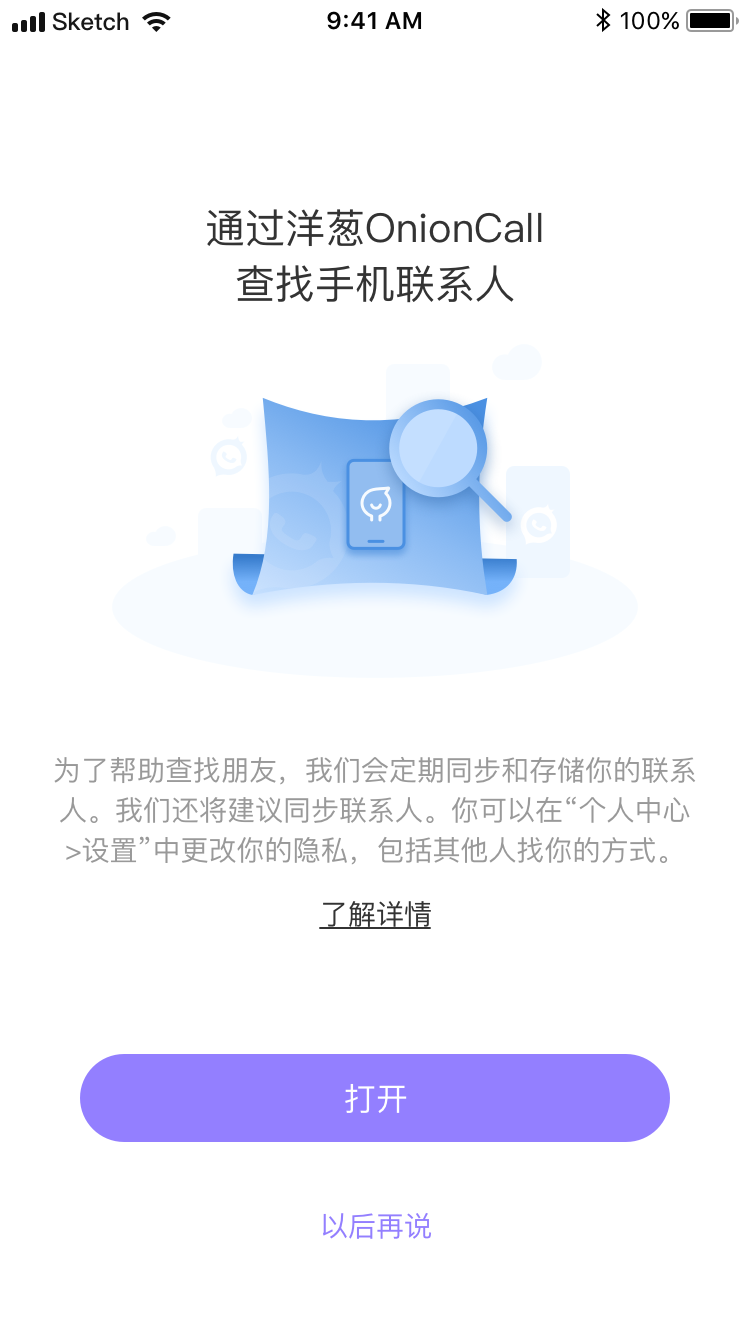 Sketch 9:41 AM 100%
通过洋葱OnionCall
查找手机联系人
为了帮助查找朋友，我们会定期同步和存储你的联系
人。我们还将建议同步联系人。你可以在“个人中心
>设置”中更改你的隐私，包括其他人找你的方式。
了解详情
打开
以后再说